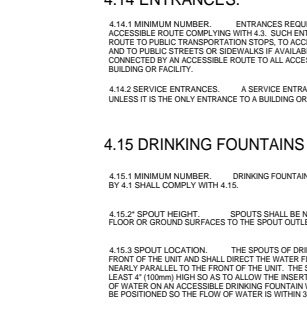 4.14 ENTRANCES.
4.14.1 MINIMUM NUMBER. ENTRANCES REQU
ACCESSIBLE ROUTE COMPLYING WITH 4.3. SUCH ENT
ROUTE TO PUBLIC TRANSPORTATION STOPS, TO ACC
AND TO PUBLIC STREETS OR SIDEWALKS IF AVAILAB
CONNECTED BY AN ACCESSIBLE ROUTE TO ALL ACCES
BUILDING OR FACILITY.
4.14.2 SERVICE ENTRANCES. A SERVICE ENTRA
UNLESS IT IS THE ONLY ENTRANCE TO A BUILDING OR
4.15 DRINKING FOUNTAINS
4.15.1 MINIMUM NUMBER. DRINKING FOUNTAIN
BY 4.1 SHALL COMPLY WITH 4.15.
4.15.2* SPOUT HEIGHT. SPOUTS SHALL BE N
FLOOR OR GROUND SURFACES TO THE SPOUT OUTLE
4.15.3 SPOUT LOCATION. THE SPOUTS OF DRI
FRONT OF THE UNIT AND SHALL DIRECT THE WATER F
NEARLY PARALLEL TO THE FRONT OF THE UNIT. THE S
LEAST 4" (100mm) HIGH SO AS TO ALLOW THE INSERT
OF WATER ON AN ACCESSIBLE DRINKING FOUNTAIN W
BE POSITIONED SO THE FLOW OF WATER IS WITHIN 3